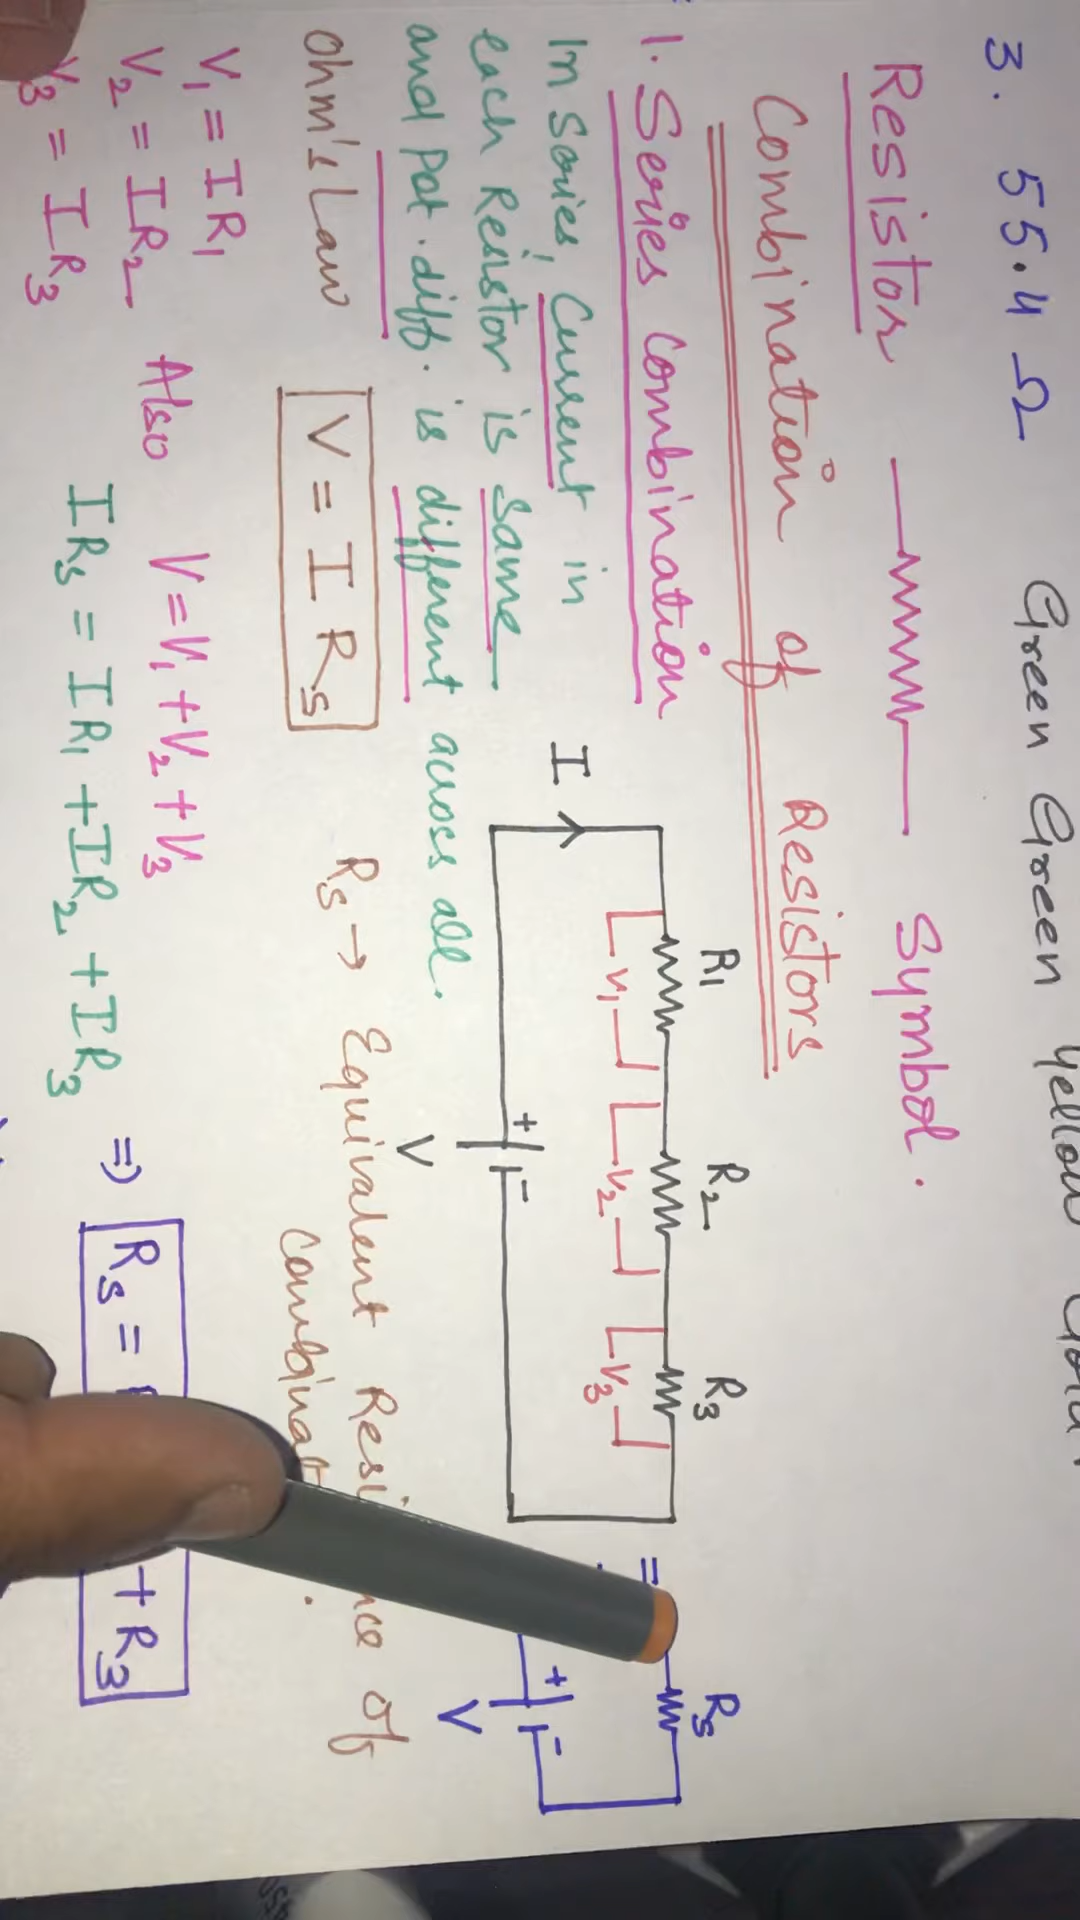 3. 55.4 Ω Green Green Yellow Gold.
Resistor Symbol.
Combination of Resistors
1. Series Combination
In Series, Current in
each Resistor is same
and pot. diff. is different across all.
I
R1 R2 R3
V1 V2 V3
+ -
V
=
Rs
+ -
V
Ohm's Law
V = I Rs
Rs → Equivalent of
Combinat
V1 = IR1
V2 = IR2 Also V = V1 + V2 + V3
V3 = IR3 IRs = IR1 + IR2 + IR3 ⇒ Rs = + R3